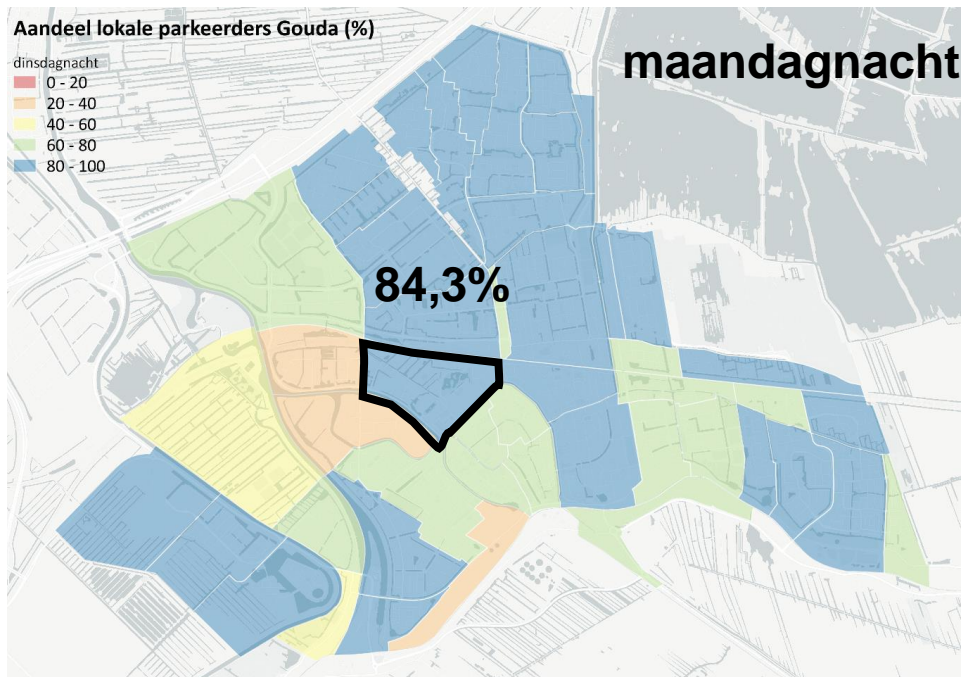 Aandeel lokale parkeerders Gouda (%)
maandagnacht
dinsdagnacht
0 - 20
20 - 40
40 - 60
60 - 80
80 - 100
84,3%